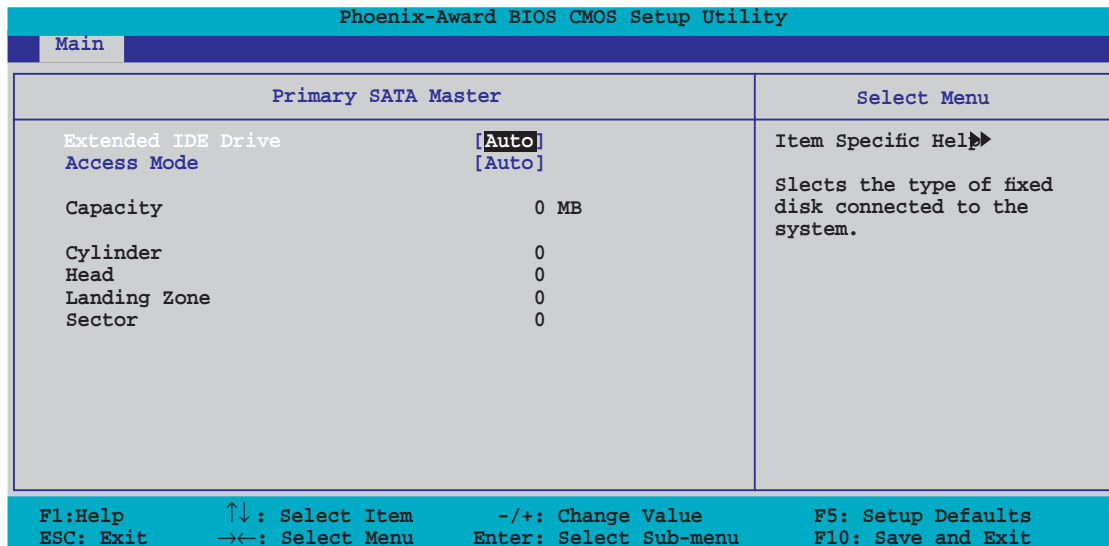 Phoenix-Award BIOS CMOS Setup Utility
Main
Primary SATA Master
Select Menu
Extended IDE Drive [Auto]
Access Mode [Auto]
Capacity 0 MB
Cylinder 0
Head 0
Landing Zone 0
Sector 0
Item Specific Help
Slects the type of fixed
disk connected to the
system.
F1:Help ↑↓: Select Item -/+: Change Value F5: Setup Defaults
ESC: Exit →←: Select Menu Enter: Select Sub-menu F10: Save and Exit